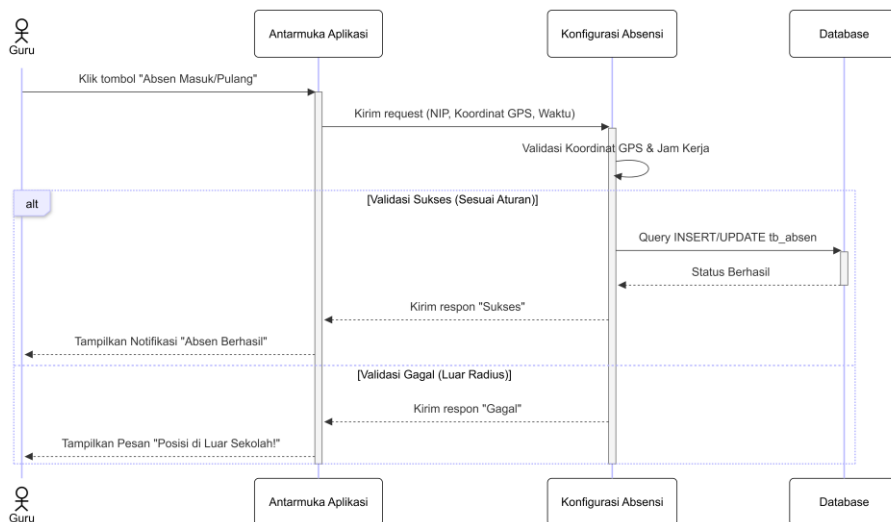 Guru
Antarmuka Aplikasi
Konfigurasi Absensi
Database
Klik tombol "Absen Masuk/Pulang"
Kirim request (NIP, Koordinat GPS, Waktu)
Validasi Koordinat GPS & Jam Kerja
alt
[Validasi Sukses (Sesuai Aturan)]
Query INSERT/UPDATE tb_absen
Status Berhasil
Kirim respon "Sukses"
Tampilkan Notifikasi "Absen Berhasil"
[Validasi Gagal (Luar Radius)]
Kirim respon "Gagal"
Tampilkan Pesan "Posisi di Luar Sekolah!"
Guru
Antarmuka Aplikasi
Konfigurasi Absensi
Database